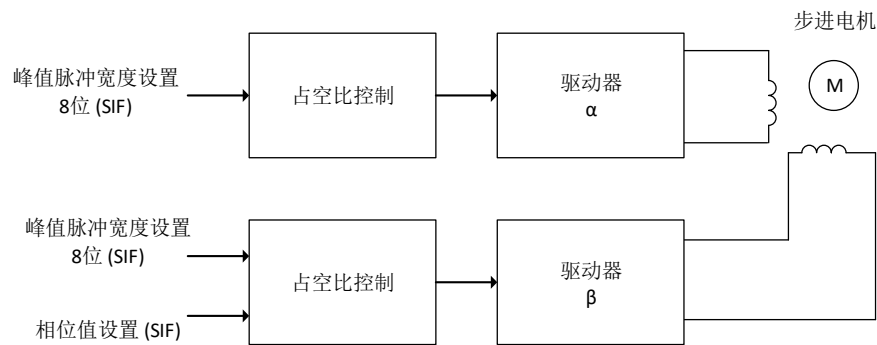 步进电机
峰值脉冲宽度设置
8位 (SIF)
占空比控制
驱动器
α
M
峰值脉冲宽度设置
8位 (SIF)
相位值设置 (SIF)
占空比控制
驱动器
β